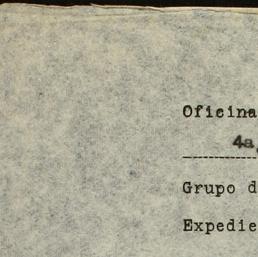 Oficina
4a
Grupo d
Expedie